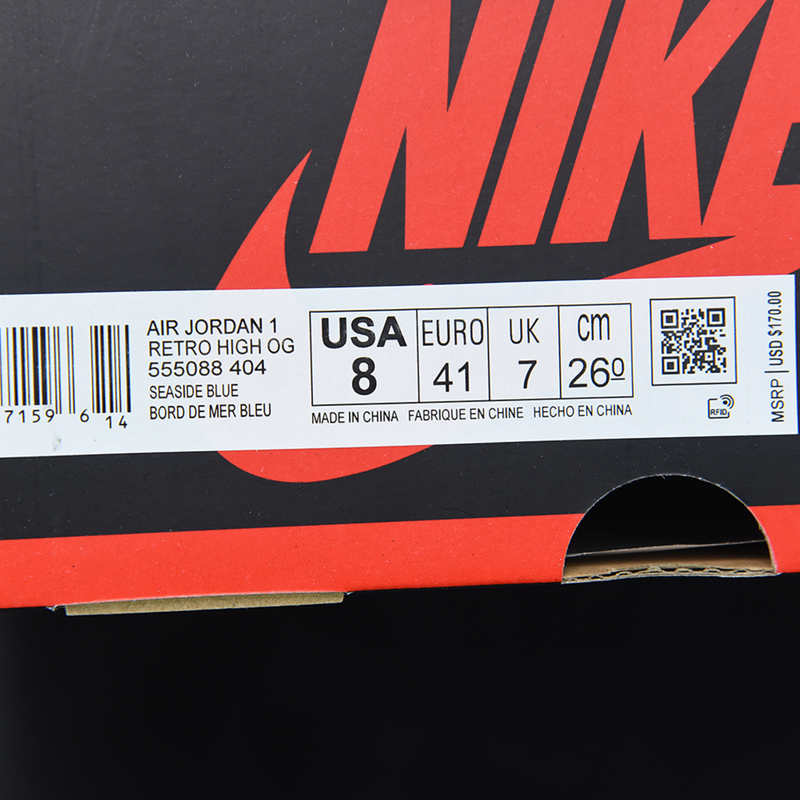 NIKE
AIR JORDAN 1
RETRO HIGH OG
555088 404
SEASIDE BLUE
BORD DE MER BLEU
7159 6 14
USA EURO UK cm
8 41 7 26⁰
MADE IN CHINA FABRIQUE EN CHINE HECHO EN CHINA
RFID
MSRP USD $170.00